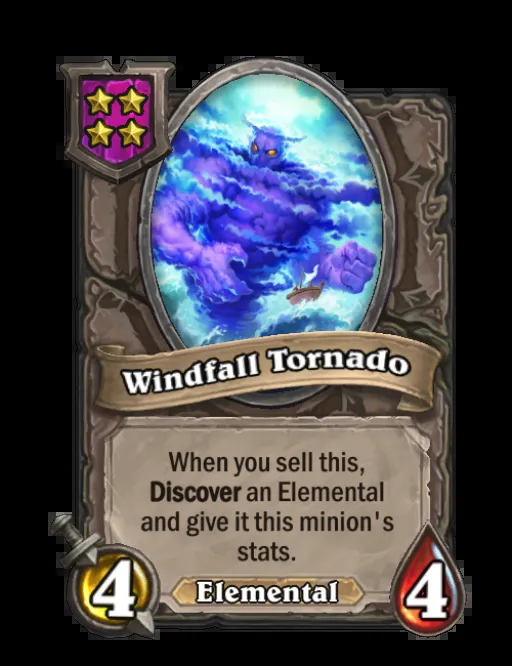 Windfall Tornado
When you sell this,
Discover an Elemental
and give it this minion's
stats.
4
Elemental
4